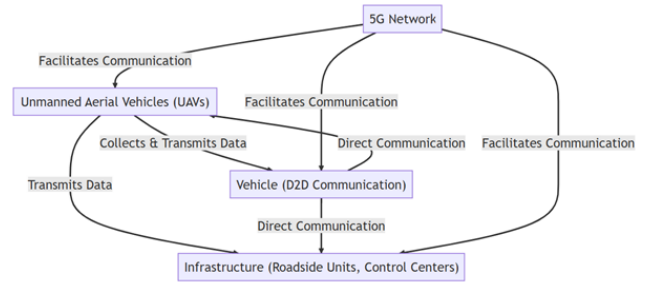 5G Network
Facilitates Communication
Unmanned Aerial Vehicles (UAVs)
Facilitates Communication
Collects & Transmits Data
Direct Communication
Facilitates Communication
Transmits Data
Vehicle (D2D Communication)
Direct Communication
Infrastructure (Roadside Units, Control Centers)